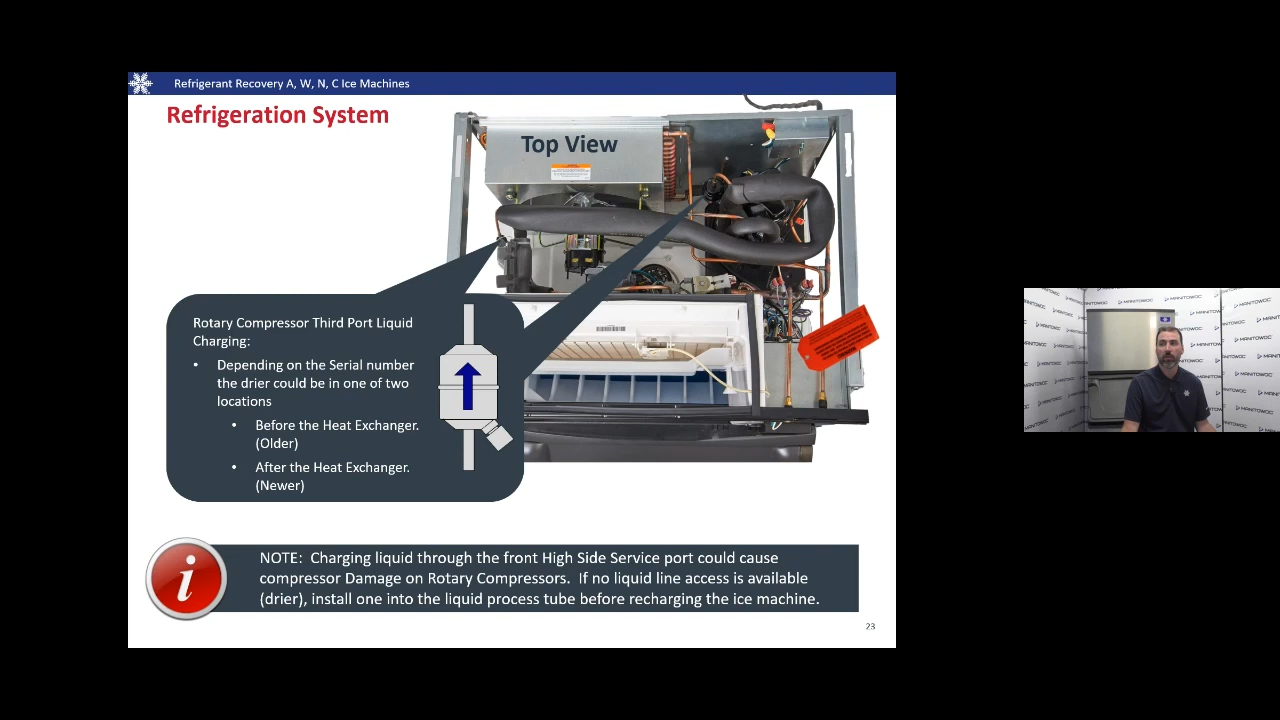 Refrigerant Recovery A, W, N, C Ice Machines
Refrigeration System
Top View
Rotary Compressor Third Port Liquid
Charging:
• Depending on the Serial number
the drier could be in one of two
locations
• Before the Heat Exchanger.
(Older)
• After the Heat Exchanger.
(Newer)
i
NOTE: Charging liquid through the front High Side Service port could cause
compressor Damage on Rotary Compressors. If no liquid line access is available
(drier), install one into the liquid process tube before recharging the ice machine.
23
MANITOWOC